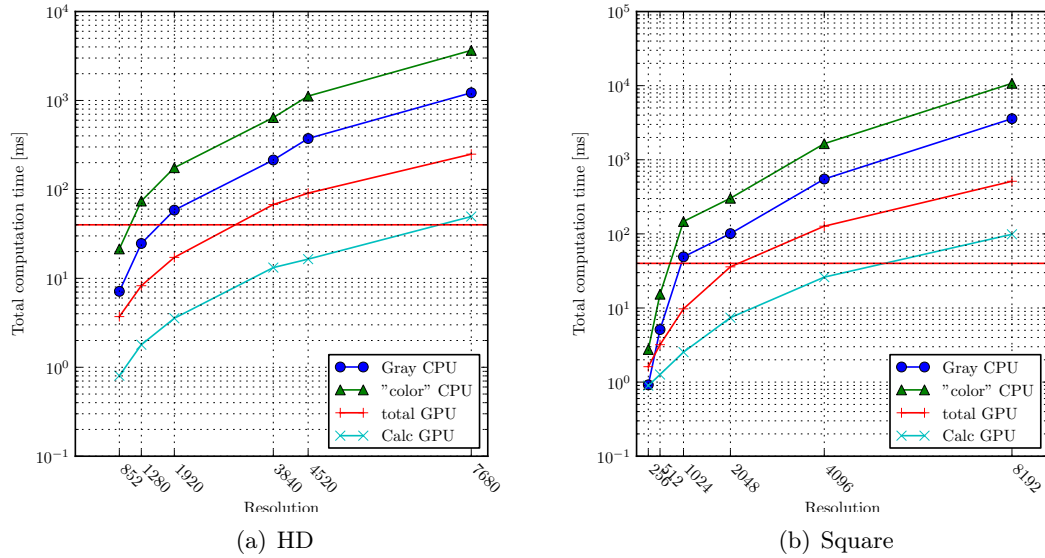 10^4
10^3
10^2
10^1
10^0
10^-1
Total computation time [ms]
Gray CPU
"color" CPU
total GPU
Calc GPU
852
1280
1920
3840
4520
7680
Resolution
(a) HD
10^5
10^4
10^3
10^2
10^1
10^0
10^-1
Total computation time [ms]
Gray CPU
"color" CPU
total GPU
Calc GPU
256
512
1024
2048
4096
8192
Resolution
(b) Square